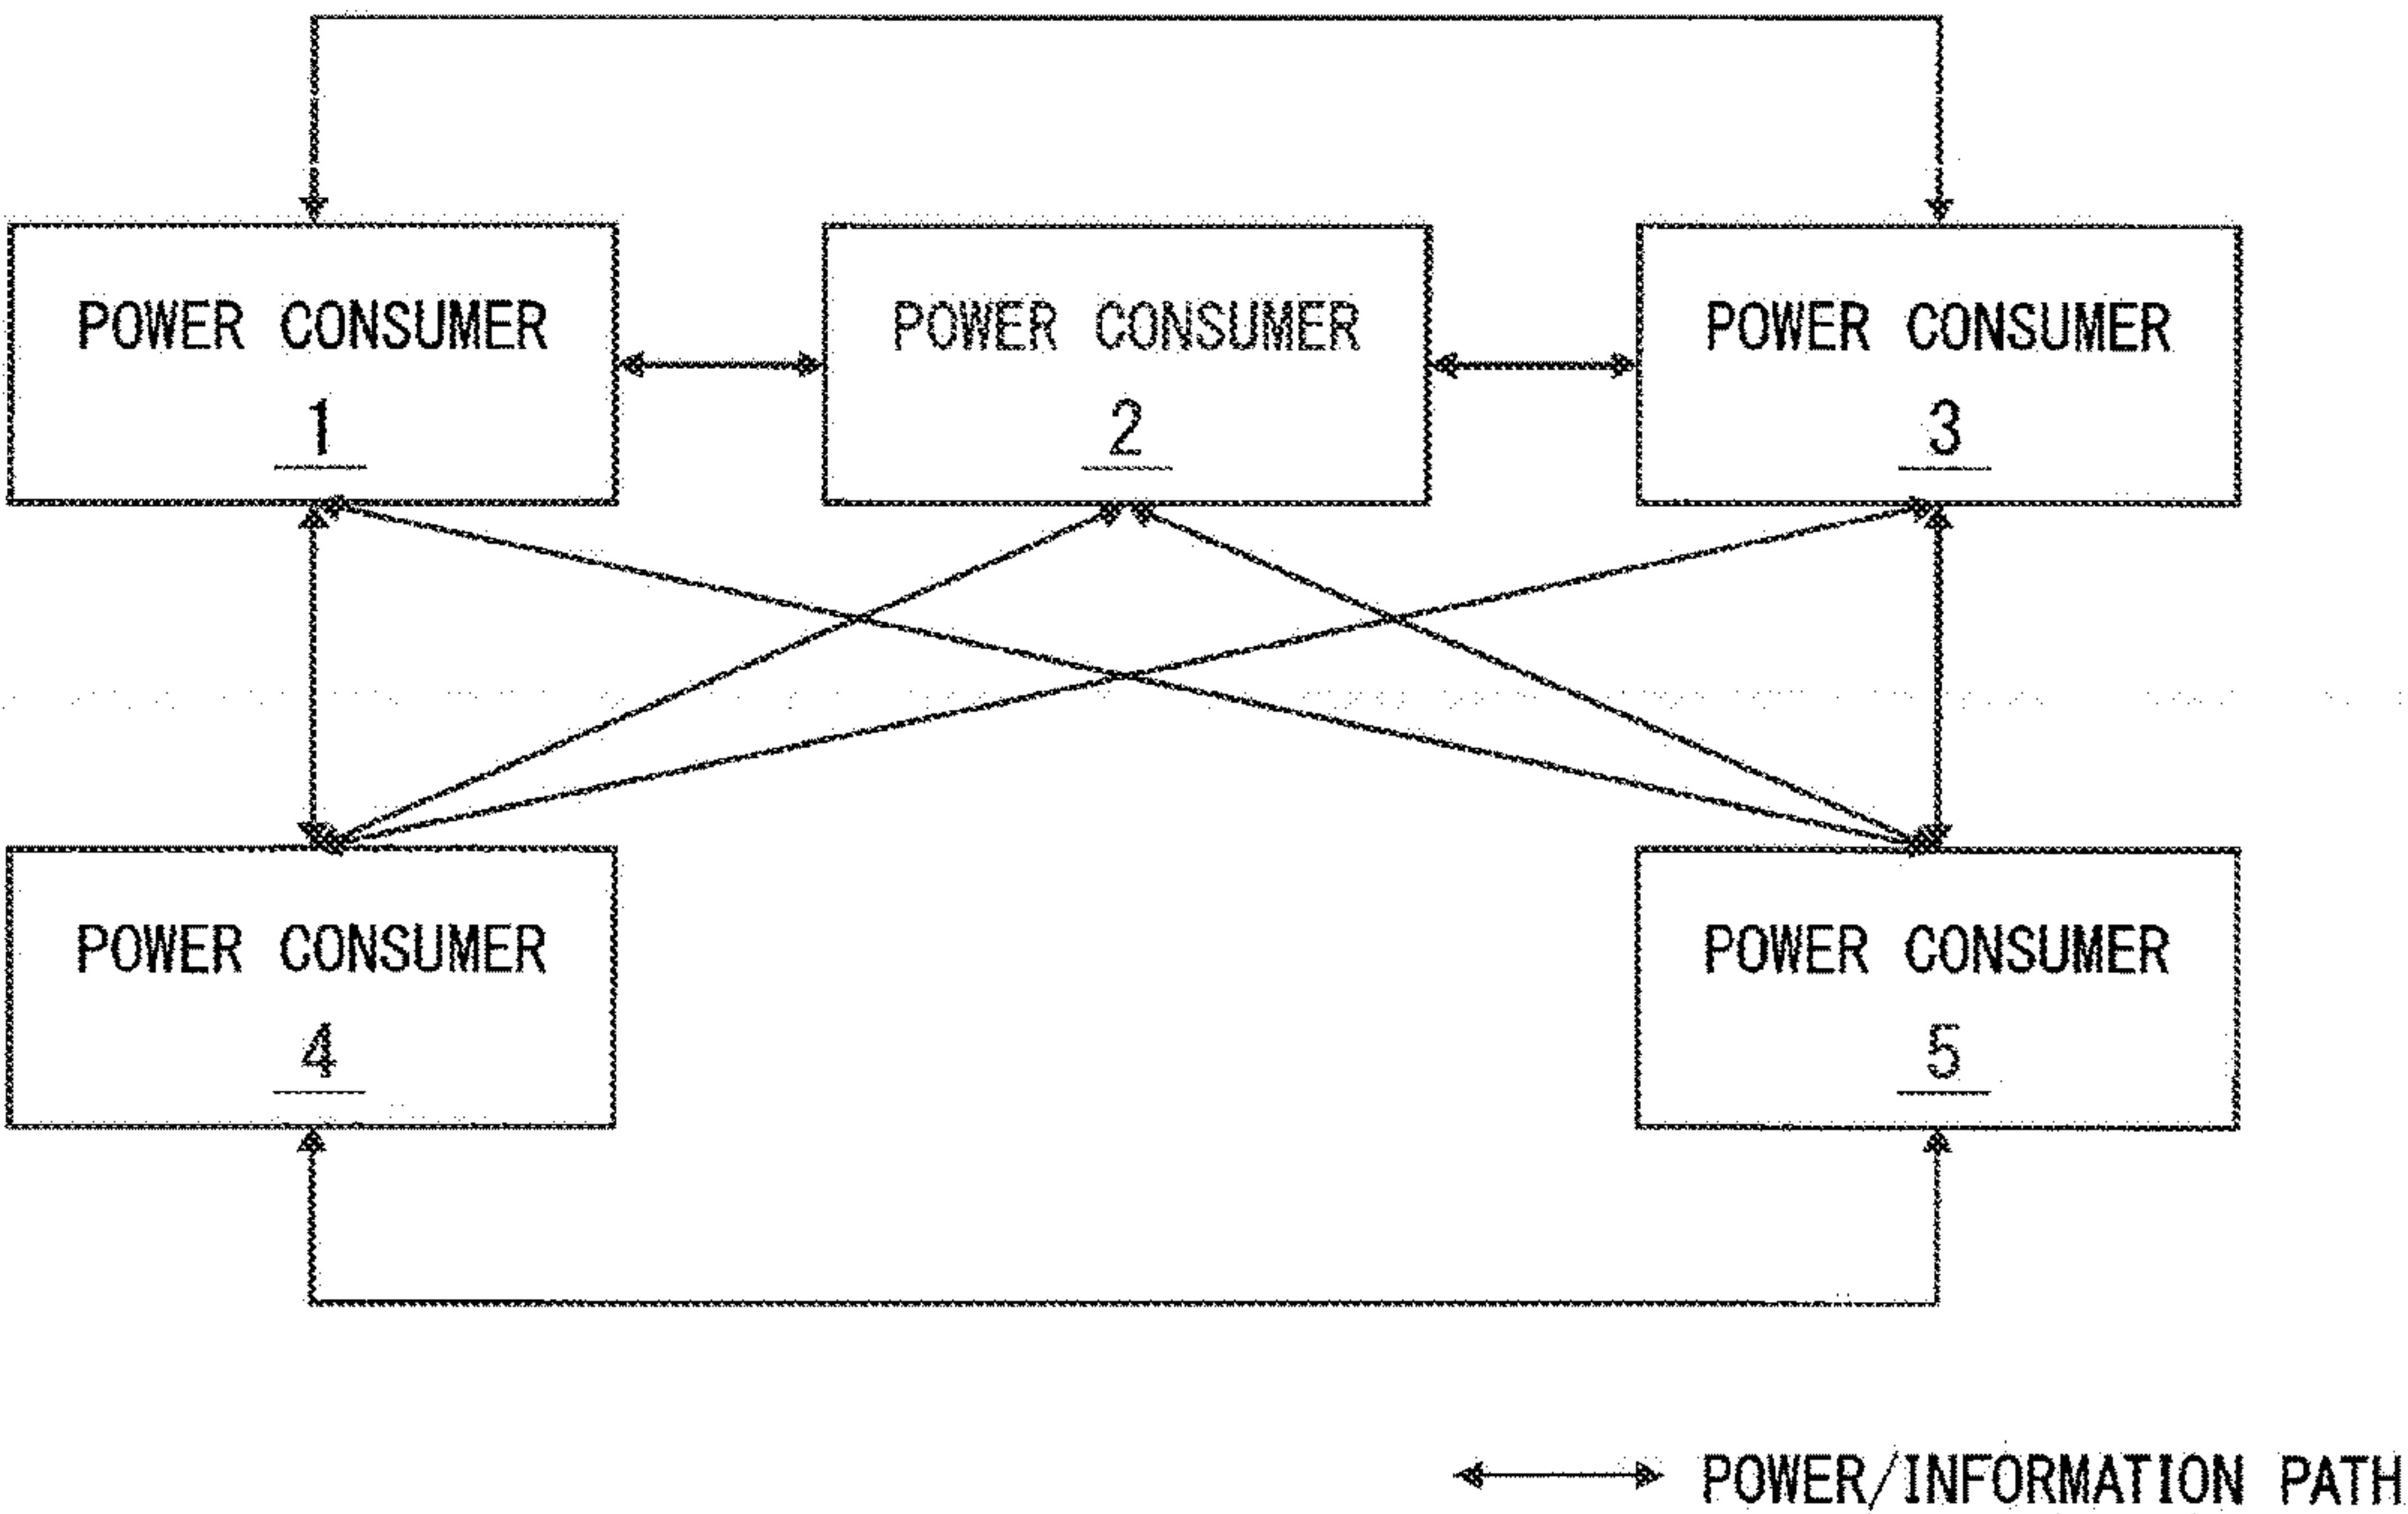 POWER CONSUMER
1
POWER CONSUMER
2
POWER CONSUMER
3
POWER CONSUMER
4
POWER CONSUMER
5
POWER/INFORMATION PATH